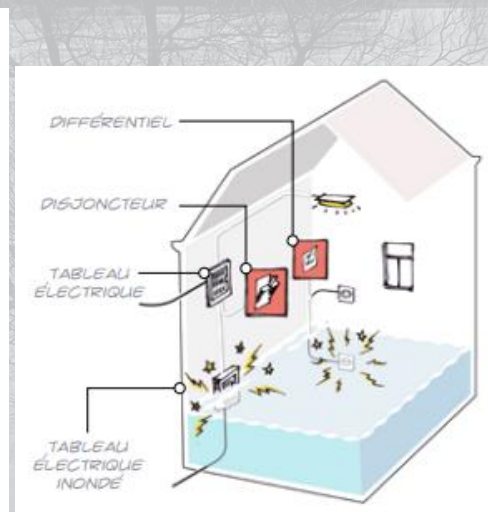 DIFFÉRENTIEL
DISJONCTEUR
TABLEAU
ÉLECTRIQUE
TABLEAU
ÉLECTRIQUE
INONDÉ